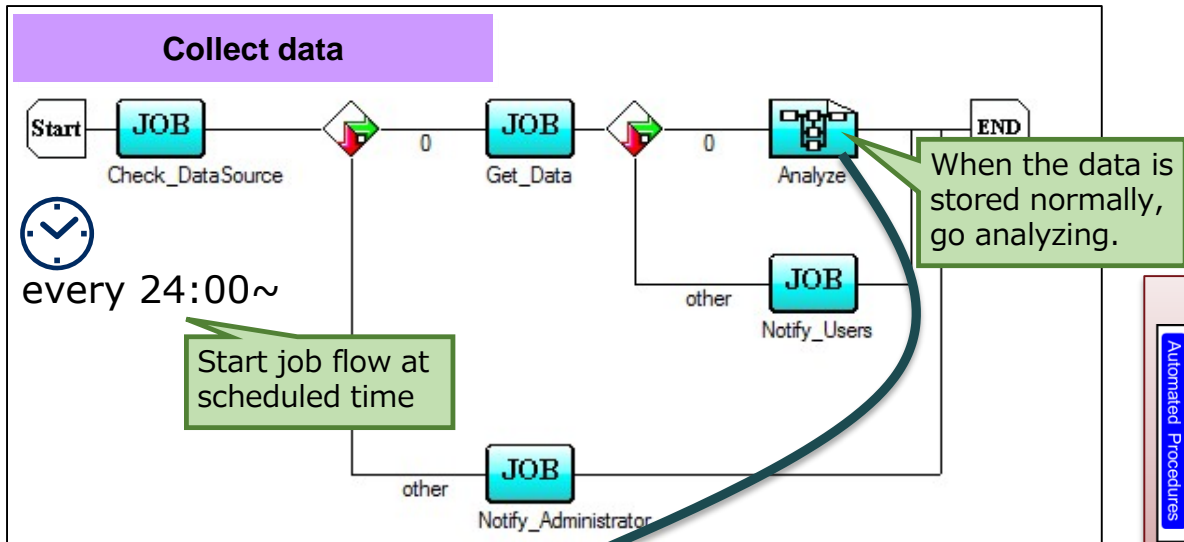 Collect data
Start
JOB
0
JOB
0
END
Check_DataSource
Get_Data
Analyze
When the data is
stored normally,
go analyzing.
every 24:00~
other
JOB
Notify_Users
Start job flow at
scheduled time
other
JOB
Notify_Administrator
Automated Procedures